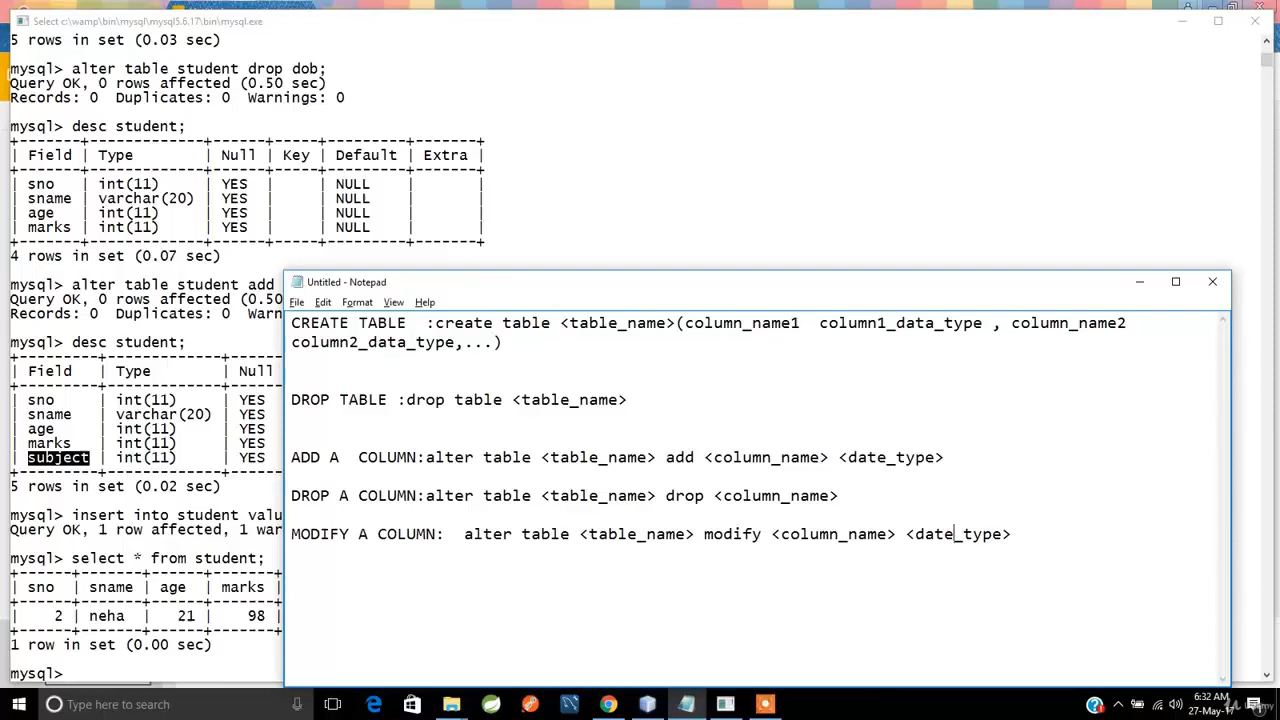 Select c:\wamp\bin\mysql\mysql5.6.17\bin\mysql.exe
5 rows in set (0.03 sec)
mysql> alter table student drop dob;
Query OK, 0 rows affected (0.50 sec)
Records: 0  Duplicates: 0  Warnings: 0
mysql> desc student;
+-------+-------------+------+-----+---------+-------+
| Field | Type        | Null | Key | Default | Extra |
+-------+-------------+------+-----+---------+-------+
| sno   | int(11)     | YES  |     | NULL    |       |
| sname | varchar(20) | YES  |     | NULL    |       |
| age   | int(11)     | YES  |     | NULL    |       |
| marks | int(11)     | YES  |     | NULL    |       |
+-------+-------------+------+-----+---------+-------+
4 rows in set (0.07 sec)
mysql> alter table student add
Query OK, 0 rows affected (0.50
Records: 0  Duplicates: 0  Warn
mysql> desc student;
| Field   | Type        | Null
| sno     | int(11)     | YES
| sname   | varchar(20) | YES
| age     | int(11)     | YES
| marks   | int(11)     | YES
| subject | int(11)     | YES
5 rows in set (0.02 sec)
mysql> insert into student valu
Query OK, 1 row affected, 1 war
mysql> select * from student;
| sno  | sname | age  | marks |
|    2 | neha  |   21 |    98 |
1 row in set (0.00 sec)
mysql>
Untitled - Notepad
File Edit Format View Help
CREATE TABLE  :create table <table_name>(column_name1  column1_data_type , column_name2
column2_data_type,...)
DROP TABLE :drop table <table_name>
ADD A  COLUMN:alter table <table_name> add <column_name> <date_type>
DROP A COLUMN:alter table <table_name> drop <column_name>
MODIFY A COLUMN:  alter table <table_name> modify <column_name> <date_type>
Type here to search
6:32 AM
27-May-17